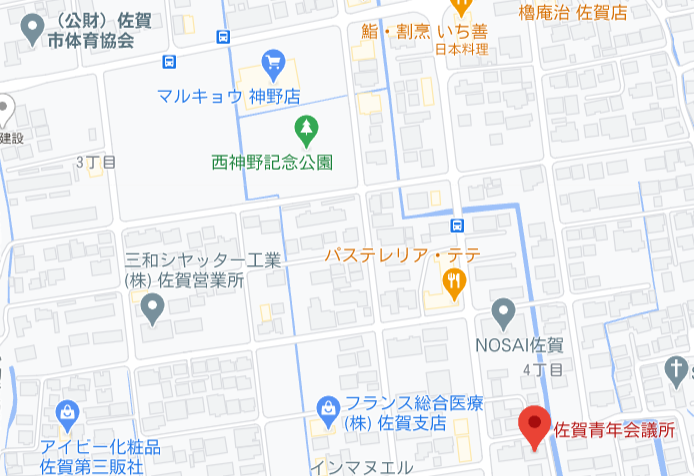 (公財)佐賀
市体育協会
櫓庵治 佐賀店
鮨・割烹 いち善
日本料理
マルキョウ 神野店
建設
3丁目
西神野記念公園
三和シヤッター工業
(株) 佐賀営業所
パステレリア・テテ
NOSAI佐賀
4丁目
S
フランス総合医療
(株) 佐賀支店
佐賀青年会議所
アイビー化粧品
佐賀第三販社
インマヌエル